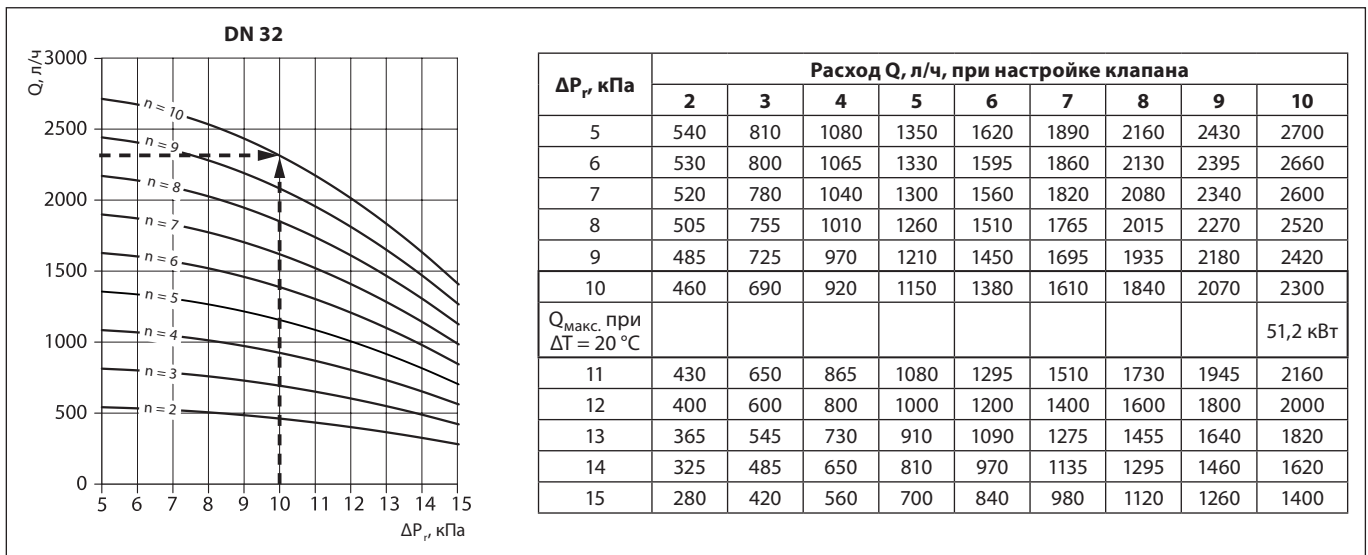 DN 32
Q, л/ч
3000
2500
2000
1500
1000
500
0
n = 10
n = 9
n = 8
n = 7
n = 6
n = 5
n = 4
n = 3
n = 2
5 6 7 8 9 10 11 12 13 14 15
ΔPr, кПа
ΔPr, кПа Расход Q, л/ч, при настройке клапана
2 3 4 5 6 7 8 9 10
5 540 810 1080 1350 1620 1890 2160 2430 2700
6 530 800 1065 1330 1595 1860 2130 2395 2660
7 520 780 1040 1300 1560 1820 2080 2340 2600
8 505 755 1010 1260 1510 1765 2015 2270 2520
9 485 725 970 1210 1450 1695 1935 2180 2420
10 460 690 920 1150 1380 1610 1840 2070 2300
Qмакс. при
ΔT = 20 °C 51,2 кВт
11 430 650 865 1080 1295 1510 1730 1945 2160
12 400 600 800 1000 1200 1400 1600 1800 2000
13 365 545 730 910 1090 1275 1455 1640 1820
14 325 485 650 810 970 1135 1295 1460 1620
15 280 420 560 700 840 980 1120 1260 1400